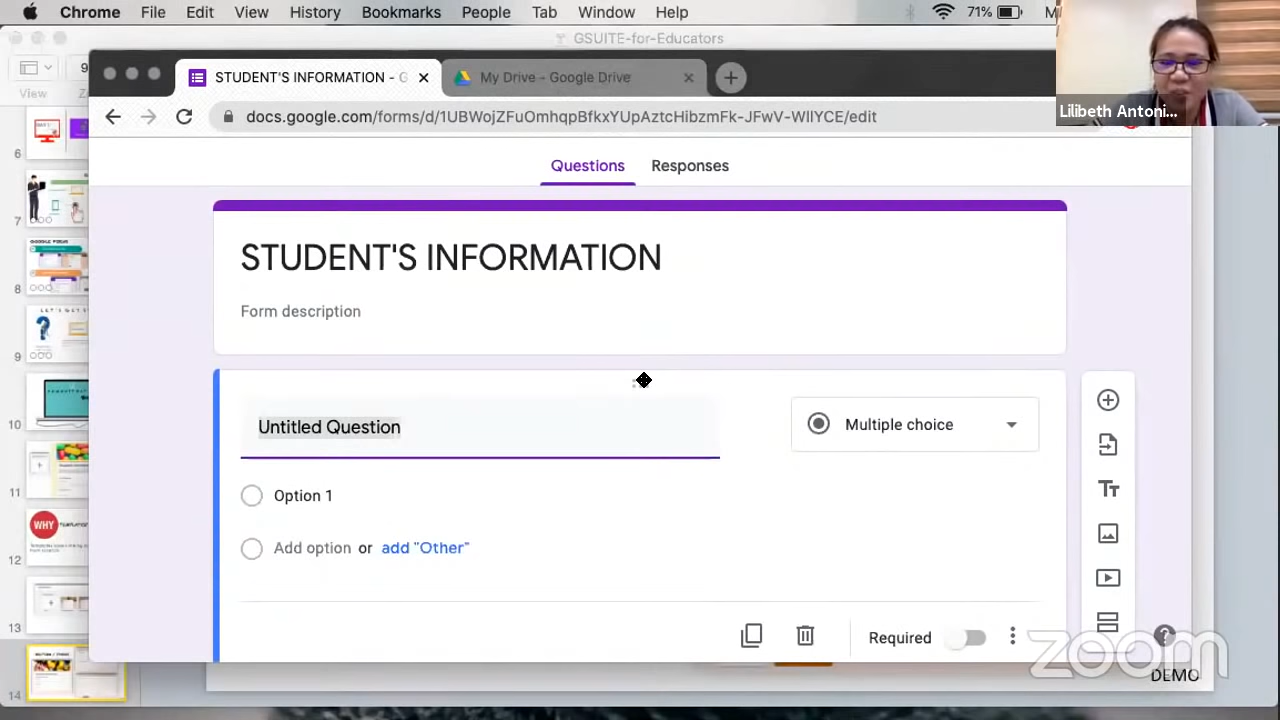 Chrome File Edit View History Bookmarks People Tab Window Help 71%
GSUITE-for-Educators
View
STUDENT'S INFORMATION - G
My Drive - Google Drive
docs.google.com/forms/d/1UBWojZFuOmhqpBfkxYUpAztcHibzmFk-JFwV-WIlYCE/edit
Lilibeth Antoni...
Questions Responses
STUDENT'S INFORMATION
Form description
Untitled Question
Multiple choice
Option 1
Add option or add "Other"
Required
6
7
8
9
10
11
WHY
12
13
14
zoom
DEMO